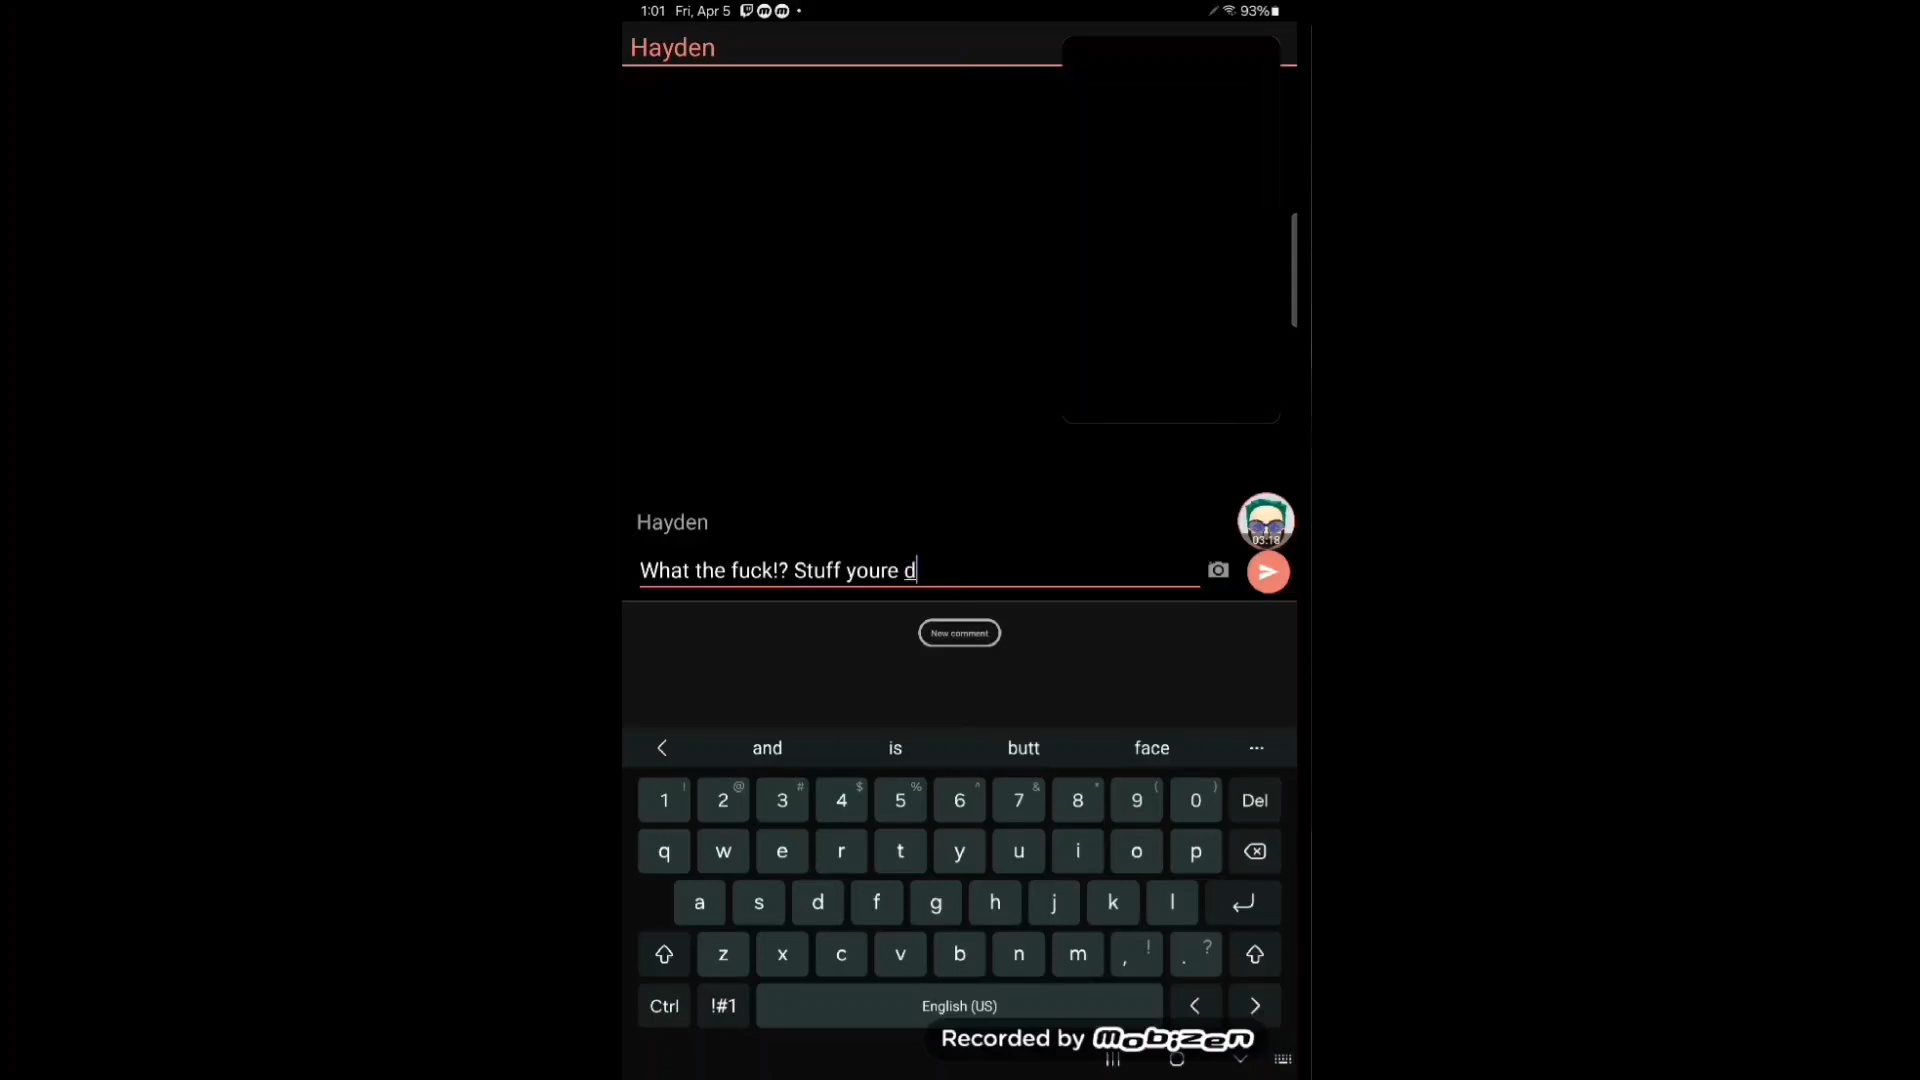 1:01 Fri, Apr 5
93%
Hayden
Hayden
03:18
What the fuck!? Stuff youre d
New comment
and is butt face ...
! @ # $ % ^ & * ( )
1 2 3 4 5 6 7 8 9 0 Del
q w e r t y u i o p
a s d f g h j k l
z x c v b n m , ! . ?
Ctrl !#1 English (US) < >
Recorded by mobizen